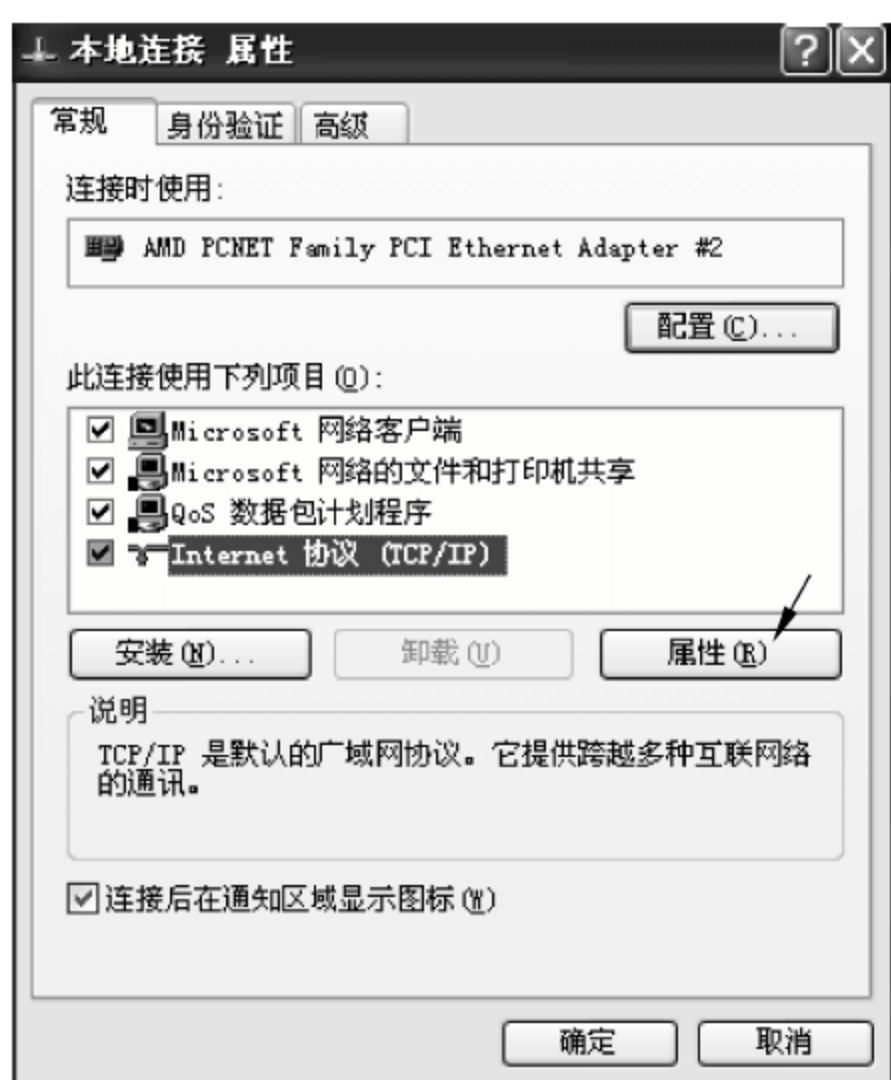 本地连接 属性
常规 身份验证 高级
连接时使用:
AMD PCNET Family PCI Ethernet Adapter #2
配置(C)...
此连接使用下列项目(O):
Microsoft 网络客户端
Microsoft 网络的文件和打印机共享
QoS 数据包计划程序
Internet 协议 (TCP/IP)
安装(N)... 卸载(U) 属性(R)
说明
TCP/IP 是默认的广域网协议。它提供跨越多种互联网络
的通讯。
连接后在通知区域显示图标(W)
确定 取消